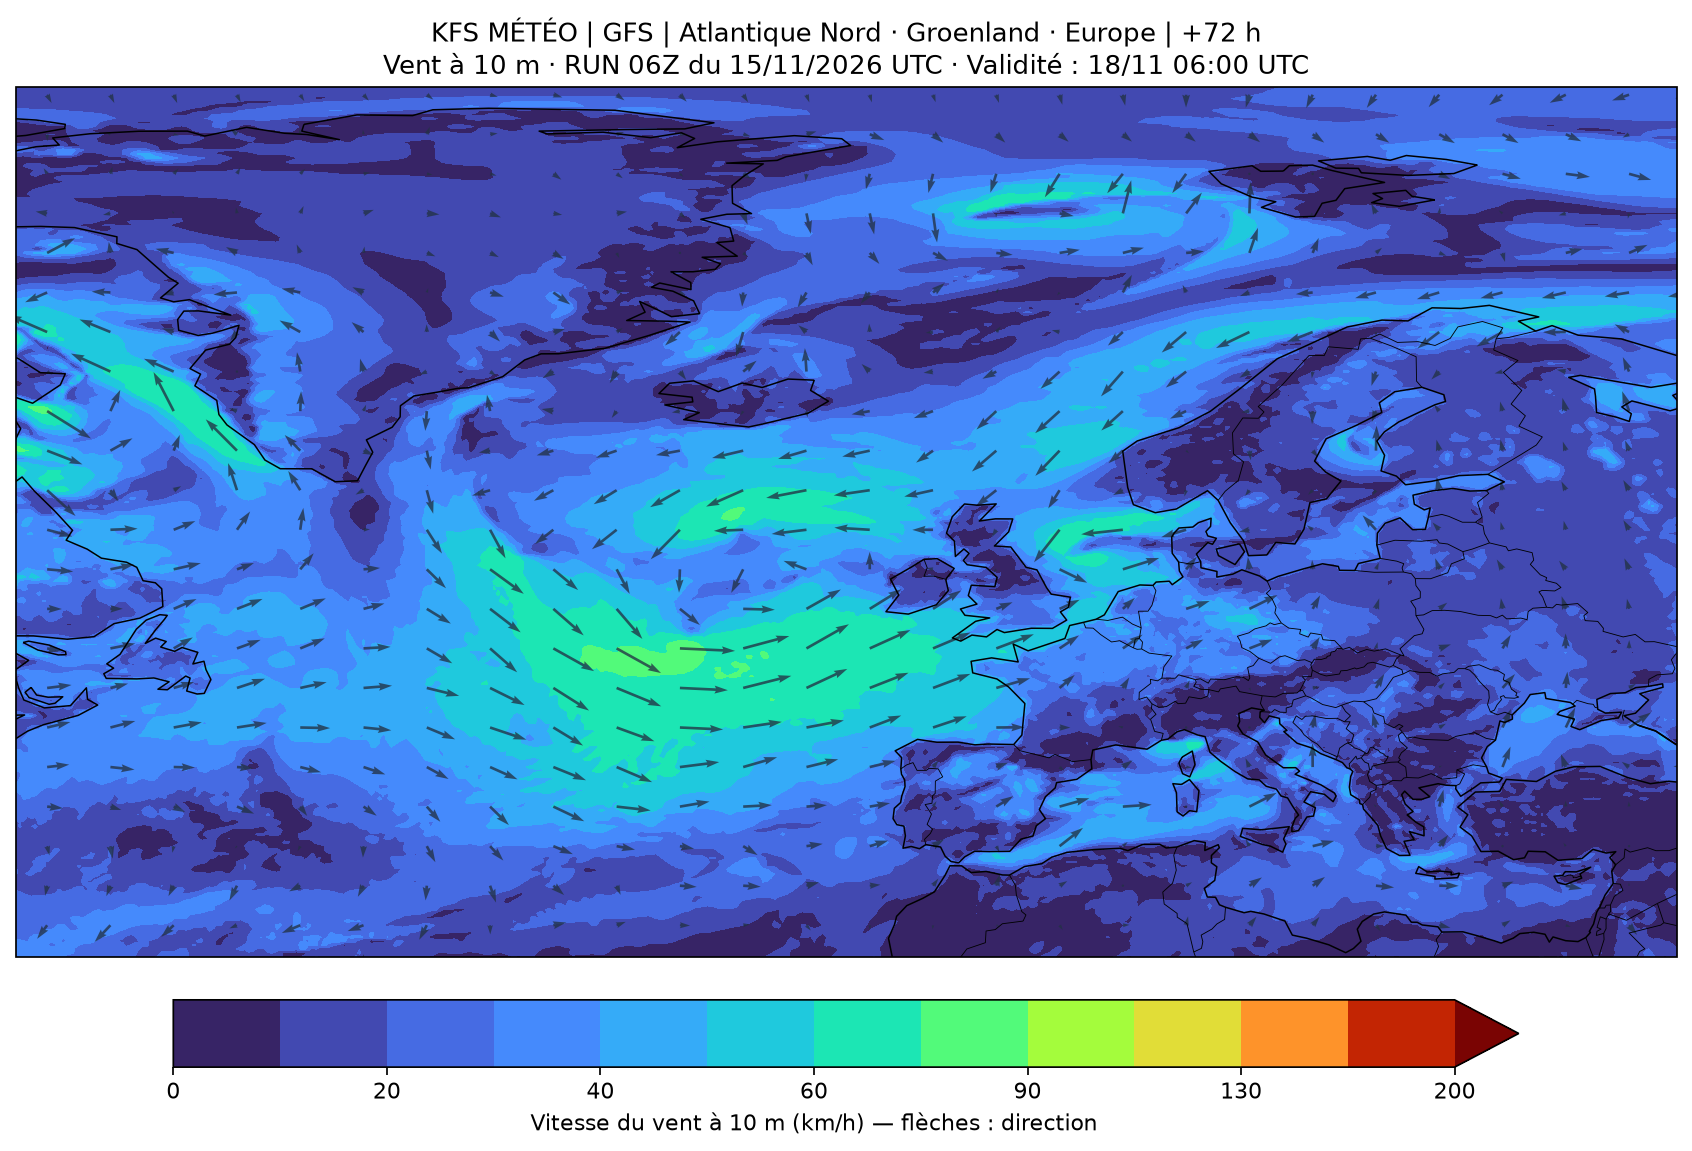 KFS MÉTÉO | GFS | Atlantique Nord · Groenland · Europe | +72 h
Vent à 10 m · RUN 06Z du 15/11/2026 UTC · Validité : 18/11 06:00 UTC
0 20 40 60 90 130 200
Vitesse du vent à 10 m (km/h) — flèches : direction